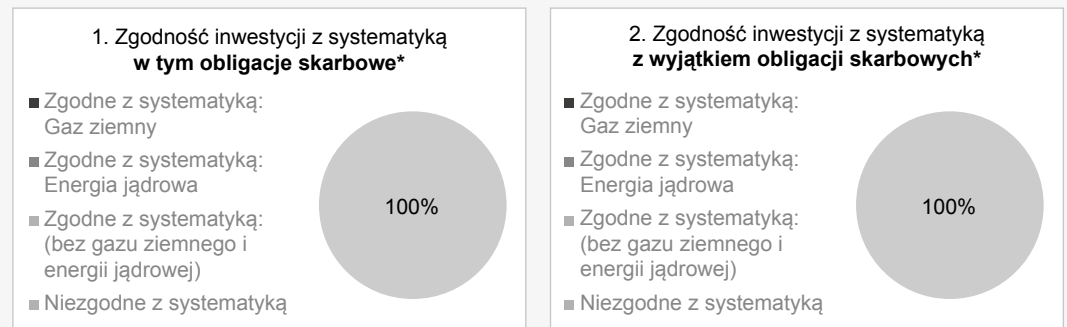 1. Zgodność inwestycji z systematyką
w tym obligacje skarbowe*
Zgodne z systematyką:
Gaz ziemny
Zgodne z systematyką:
Energia jądrowa
Zgodne z systematyką:
(bez gazu ziemnego i
energii jądrowej)
Niezgodne z systematyką
100%
2. Zgodność inwestycji z systematyką
z wyjątkiem obligacji skarbowych*
Zgodne z systematyką:
Gaz ziemny
Zgodne z systematyką:
Energia jądrowa
Zgodne z systematyką:
(bez gazu ziemnego i
energii jądrowej)
Niezgodne z systematyką
100%